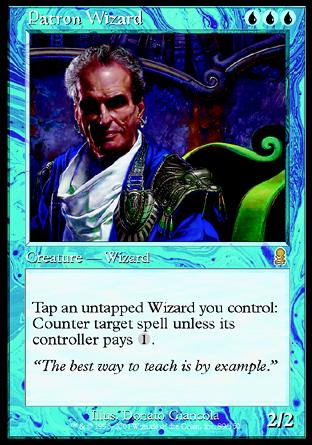 Patron Wizard
Creature — Wizard
Tap an untapped Wizard you control:
Counter target spell unless its
controller pays 1.
“The best way to teach is by example.”
2/2
Illus. Donato Giancola